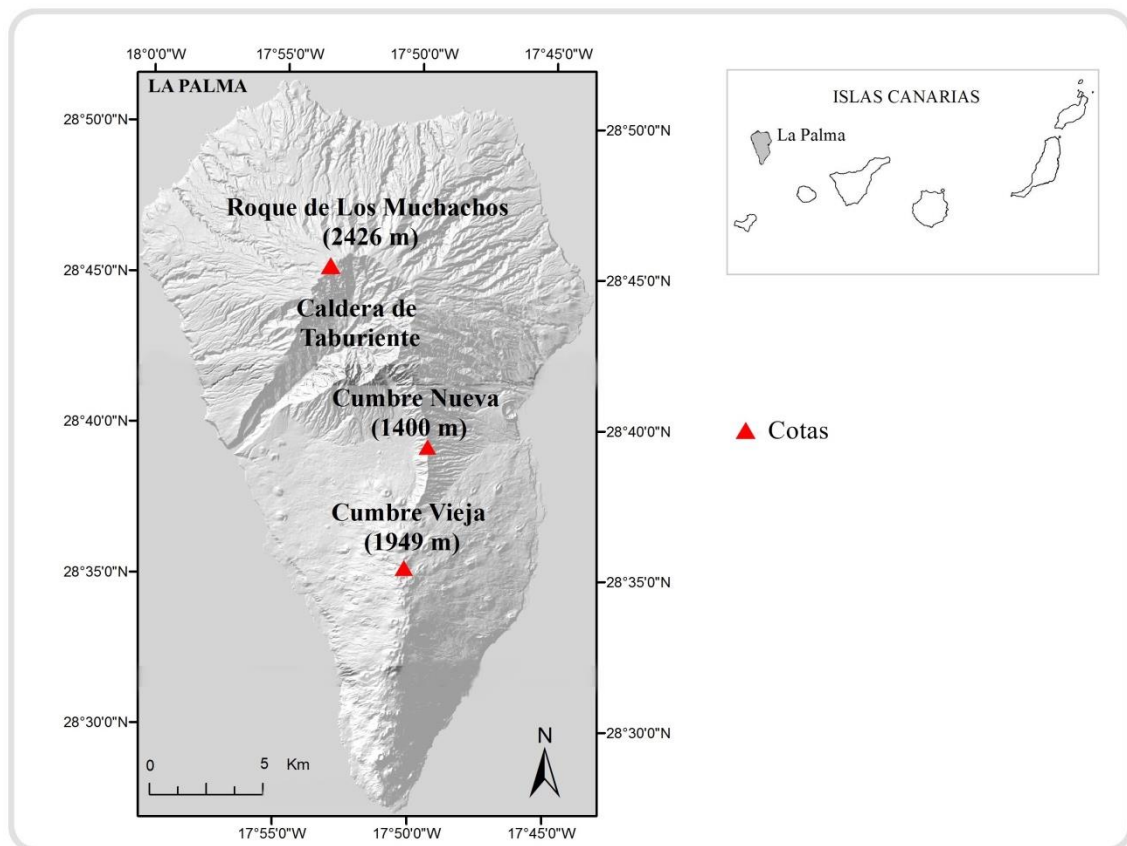 18°0'0"W
17°55'0"W
17°50'0"W
17°45'0"W
LA PALMA
28°50'0"N
28°50'0"N
Roque de Los Muchachos
(2426 m)
28°45'0"N
28°45'0"N
Caldera de
Taburiente
Cumbre Nueva
(1400 m)
28°40'0"N
28°40'0"N
Cumbre Vieja
(1949 m)
28°35'0"N
28°35'0"N
28°30'0"N
28°30'0"N
0 5 Km
N
17°55'0"W
17°50'0"W
17°45'0"W
ISLAS CANARIAS
La Palma
Cotas